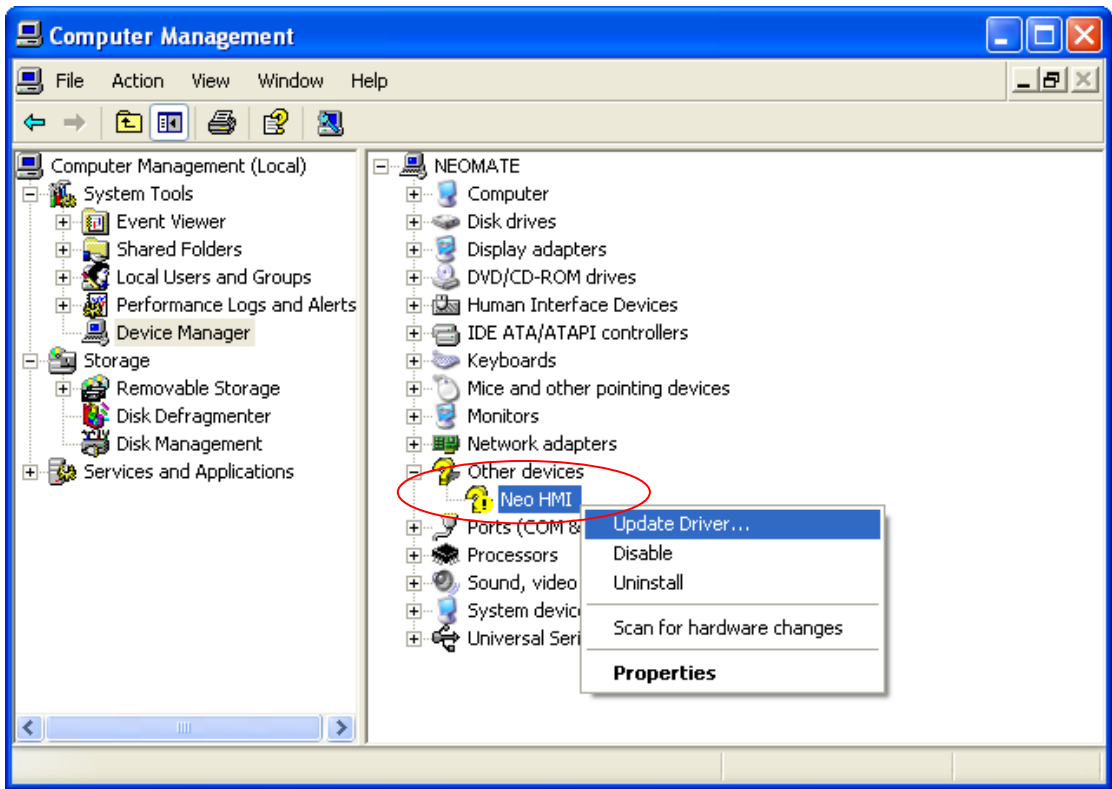 Computer Management
File Action View Window Help
Computer Management (Local)
System Tools
Event Viewer
Shared Folders
Local Users and Groups
Performance Logs and Alerts
Device Manager
Storage
Removable Storage
Disk Defragmenter
Disk Management
Services and Applications
NEOMATE
Computer
Disk drives
Display adapters
DVD/CD-ROM drives
Human Interface Devices
IDE ATA/ATAPI controllers
Keyboards
Mice and other pointing devices
Monitors
Network adapters
Other devices
Neo HMI
Ports (COM &
Processors
Sound, video
System devic
Universal Seri
Update Driver...
Disable
Uninstall
Scan for hardware changes
Properties